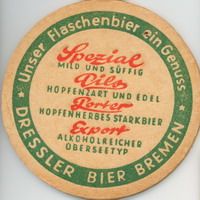 Unser Flaschenbier ein Genuss
Spezial
MILD UND SÜFFIG
Pils
HOPFENZART UND EDEL
Porter
HOPFENHERBES STARKBIER
Export
ALKOHOLREICHER
ÜBERSEETYP
DRESSLER BIER BREMEN